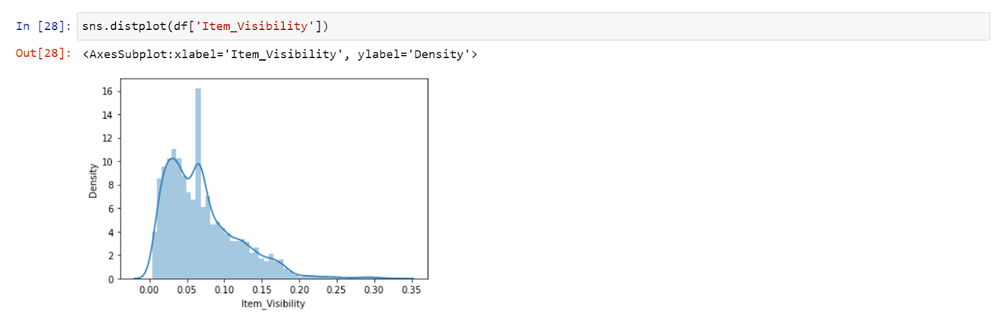 In [28]: sns.distplot(df['Item_Visibility'])
Out[28]: <AxesSubplot:xlabel='Item_Visibility', ylabel='Density'>
16
14
12
10
8
6
4
2
0
Density
0.00 0.05 0.10 0.15 0.20 0.25 0.30 0.35
Item_Visibility